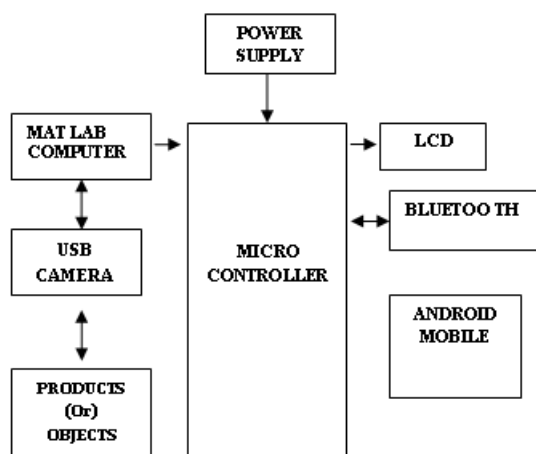 POWER
SUPPLY
MAT LAB
COMPUTER
LCD
BLUETOO TH
USB
CAMERA
MICRO
CONTROLLER
ANDROID
MOBILE
PRODUCTS
(Or)
OBJECTS